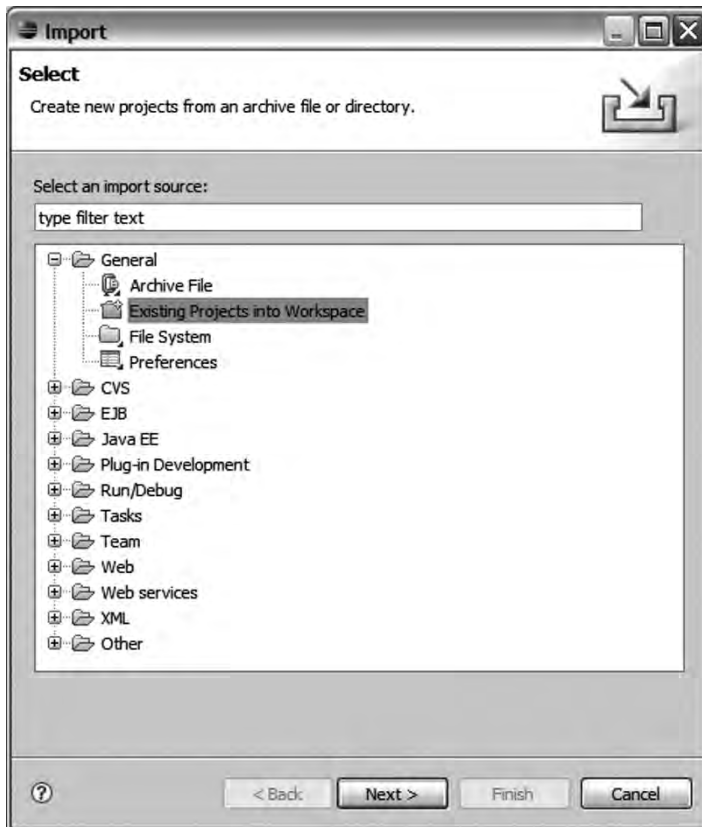 Import
Select
Create new projects from an archive file or directory.
Select an import source:
type filter text
General
Archive File
Existing Projects into Workspace
File System
Preferences
CVS
EJB
Java EE
Plug-in Development
Run/Debug
Tasks
Team
Web
Web services
XML
Other
? < Back Next > Finish Cancel